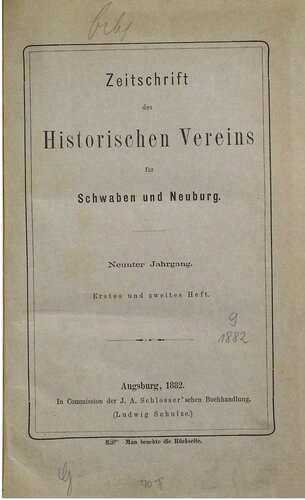 Zeitschrift
des
Historischen Vereins
für
Schwaben und Neuburg.
Neunter Jahrgang.
Erstes und zweites Heft.
9
1882
Augsburg, 1882.
In Commission der J. A. Schlosser'schen Buchhandlung.
(Ludwig Schulze.)
Man beachte die Rückseite.